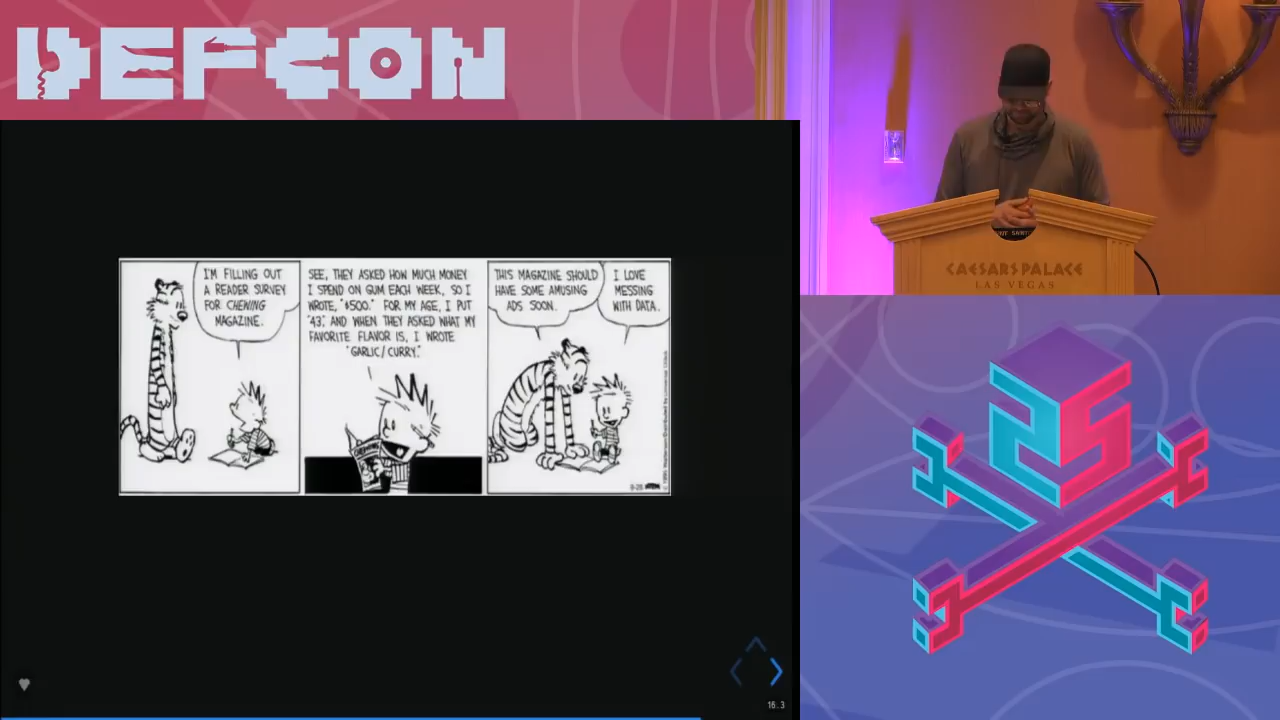 DEFCON
I'M FILLING OUT
A READER SURVEY
FOR CHEWING
MAGAZINE.
SEE, THEY ASKED HOW MUCH MONEY
I SPEND ON GUM EACH WEEK, SO I
WROTE, "$500." FOR MY AGE, I PUT
"43," AND WHEN THEY ASKED WHAT MY
FAVORITE FLAVOR IS, I WROTE
"GARLIC/CURRY."
THIS MAGAZINE SHOULD
HAVE SOME AMUSING
ADS SOON.
I LOVE
MESSING
WITH DATA.
CAESARS PALACE
LAS VEGAS
25
16.3